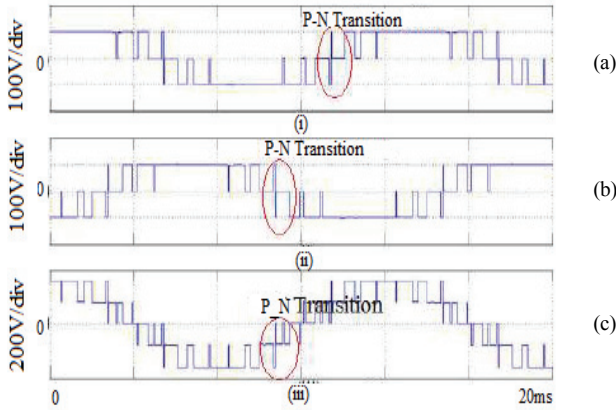 P-N Transition
100V/div
0
(a)
(i)
P-N Transition
100V/div
0
(b)
(ii)
P_N Transition
200V/div
0
(c)
0
(iii)
20ms